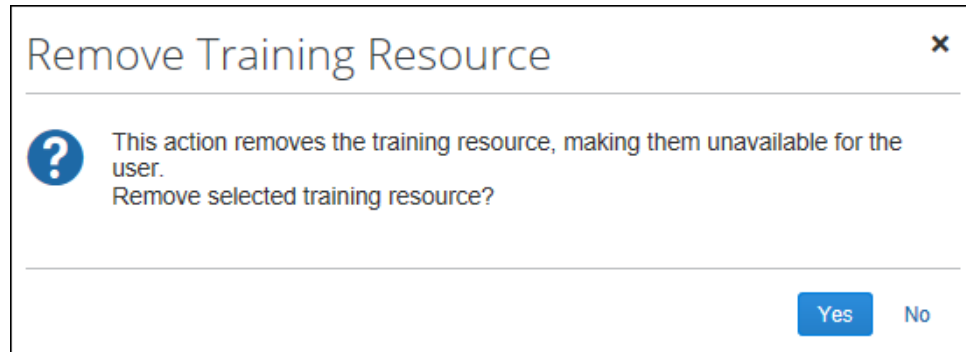 Remove Training Resource
×
?
This action removes the training resource, making them unavailable for the
user.
Remove selected training resource?
Yes No